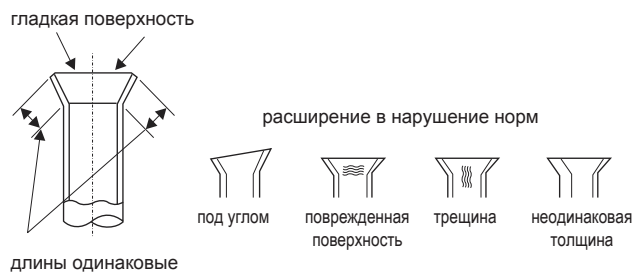 гладкая поверхность
расширение в нарушение норм
под углом
поврежденная
поверхность
трещина
неодинаковая
толщина
длины одинаковые